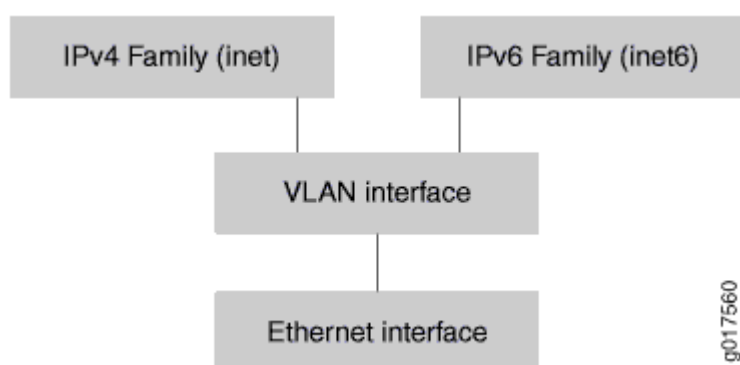 IPv4 Family (inet)
IPv6 Family (inet6)
VLAN interface
Ethernet interface
g017560